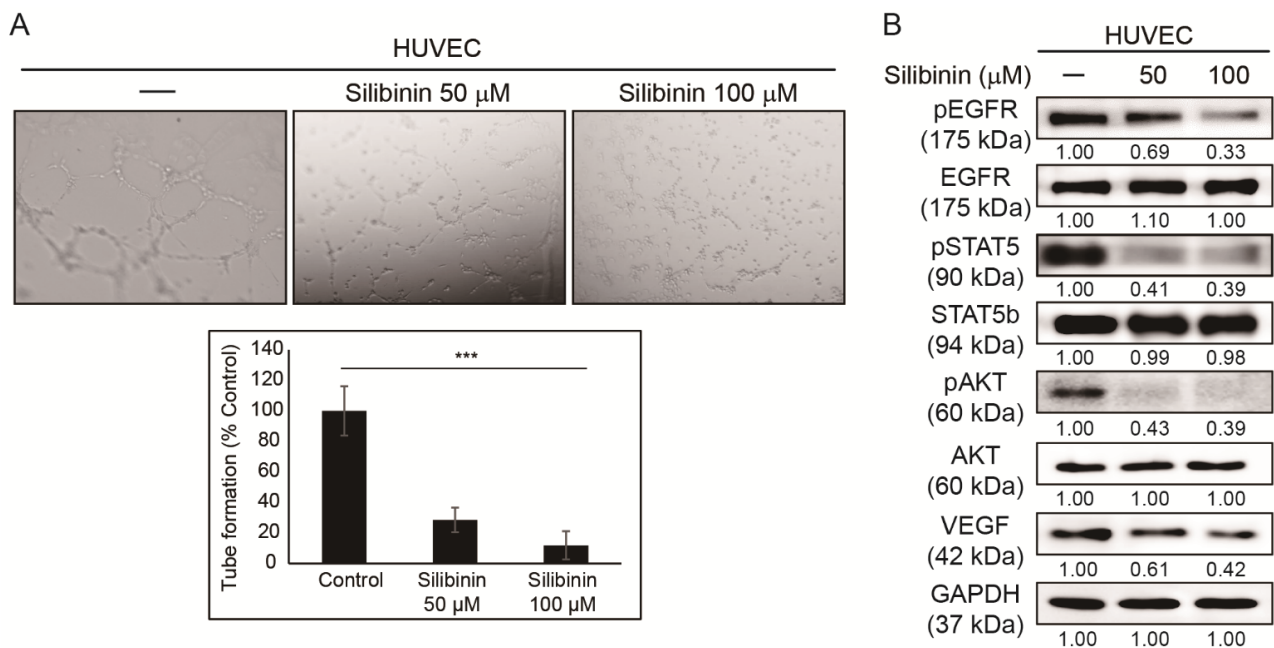 A
HUVEC
—
Silibinin 50 μM
Silibinin 100 μM
***
Tube formation (% Control)
140
120
100
80
60
40
20
0
Control
Silibinin
50 μM
Silibinin
100 μM
B
HUVEC
Silibinin (μM) — 50 100
pEGFR
(175 kDa)
1.00 0.69 0.33
EGFR
(175 kDa)
1.00 1.10 1.00
pSTAT5
(90 kDa)
1.00 0.41 0.39
STAT5b
(94 kDa)
1.00 0.99 0.98
pAKT
(60 kDa)
1.00 0.43 0.39
AKT
(60 kDa)
1.00 1.00 1.00
VEGF
(42 kDa)
1.00 0.61 0.42
GAPDH
(37 kDa)
1.00 1.00 1.00